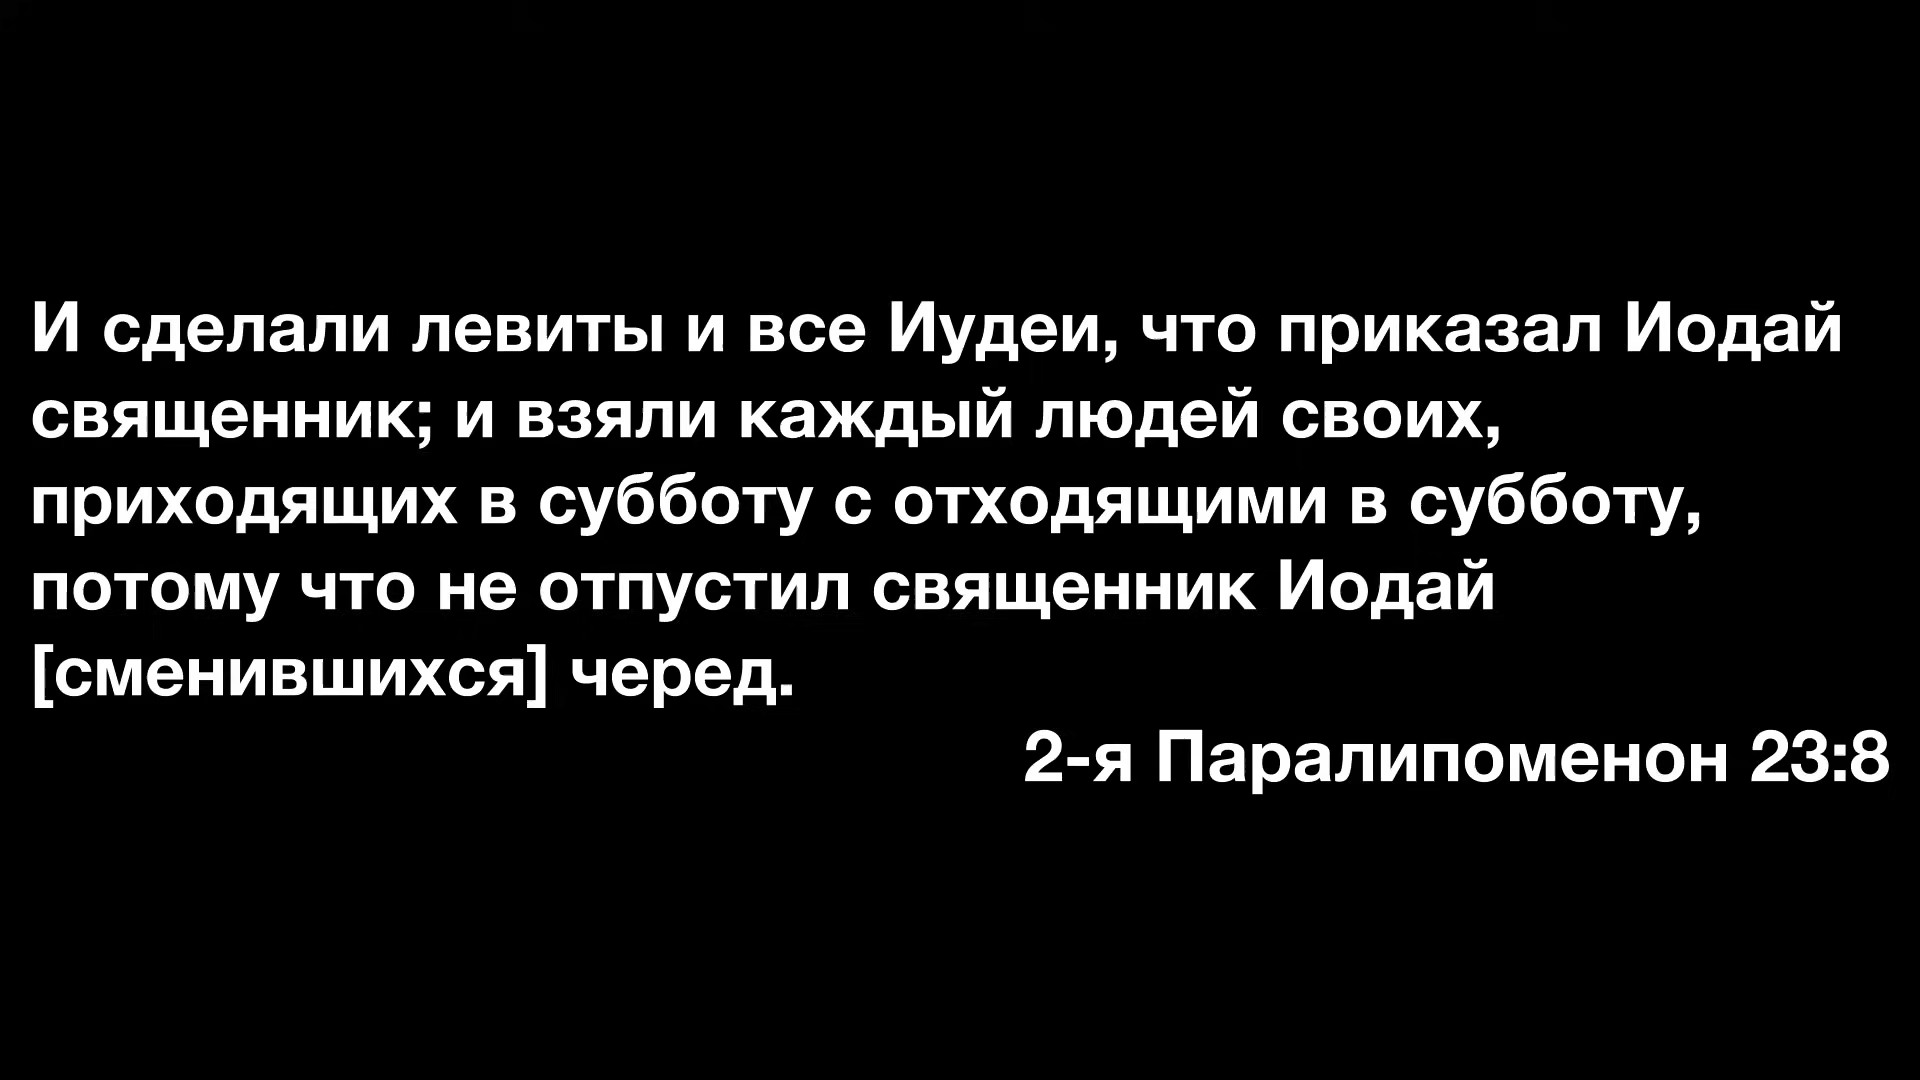 И сделали левиты и все Иудеи, что приказал Иодай
священник; и взяли каждый людей своих,
приходящих в субботу с отходящими в субботу,
потому что не отпустил священник Иодай
[сменившихся] черед.
2-я Паралипоменон 23:8